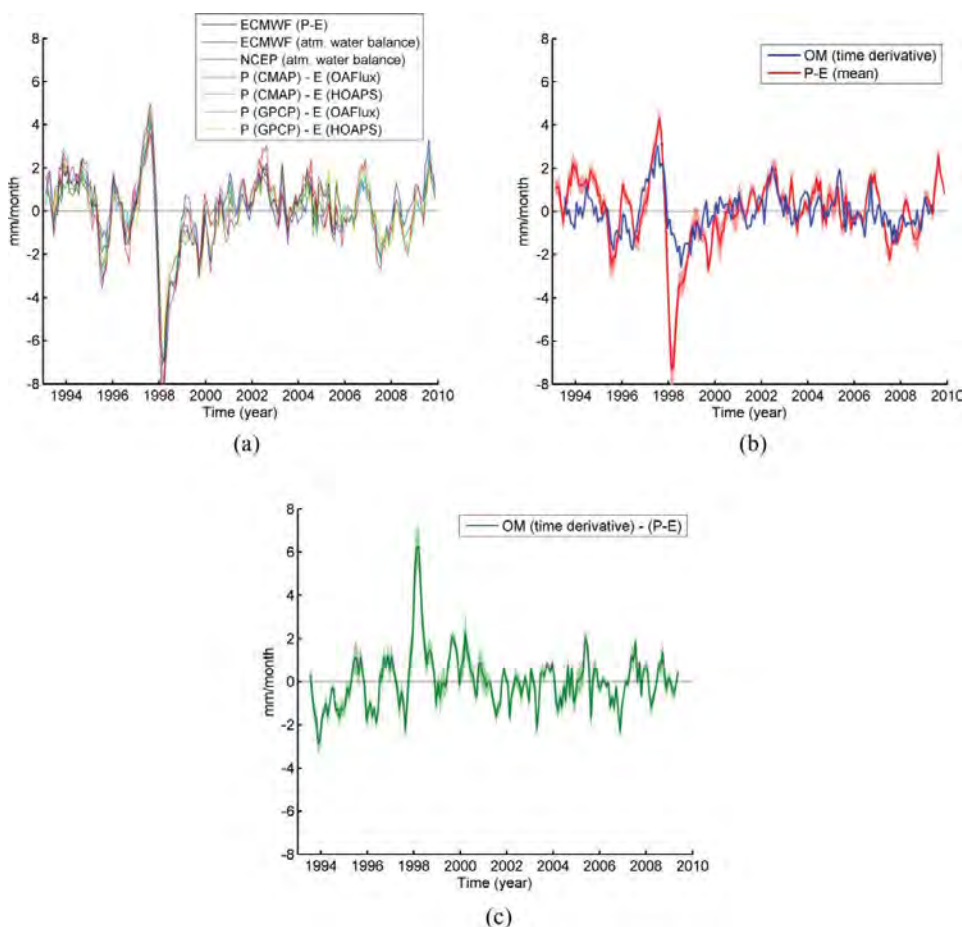 ECMWF (P-E)
ECMWF (atm. water balance)
NCEP (atm. water balance)
P (CMAP) - E (OAFlux)
P (CMAP) - E (HOAPS)
P (GPCP) - E (OAFlux)
P (GPCP) - E (HOAPS)
8
6
4
2
0
-2
-4
-6
-8
mm/month
1994 1996 1998 2000 2002 2004 2006 2008 2010
Time (year)
(a)
OM (time derivative)
P-E (mean)
8
6
4
2
0
-2
-4
-6
-8
mm/month
1994 1996 1998 2000 2002 2004 2006 2008 2010
Time (year)
(b)
OM (time derivative) - (P-E)
8
6
4
2
0
-2
-4
-6
-8
mm/month
1994 1996 1998 2000 2002 2004 2006 2008 2010
Time (year)
(c)